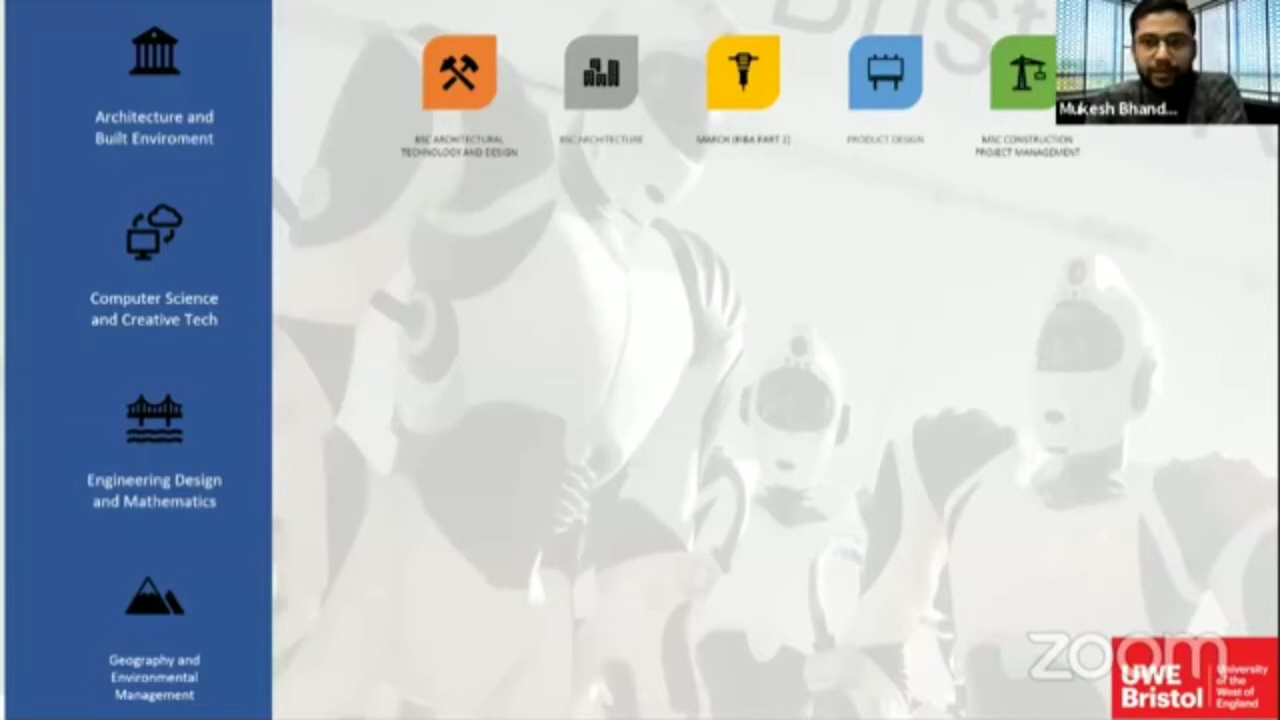 Architecture and
Built Enviroment
Computer Science
and Creative Tech
Engineering Design
and Mathematics
Geography and
Environmental
Management
BSC ARCHITECTURAL
TECHNOLOGY AND DESIGN
BSC ARCHITECTURE
MARCH (RIBA PART 2)
PRODUCT DESIGN
MSC CONSTRUCTION
PROJECT MANAGEMENT
Brist
Mukesh Bhand...
zoom
UWE
Bristol
University
of the
West of
England